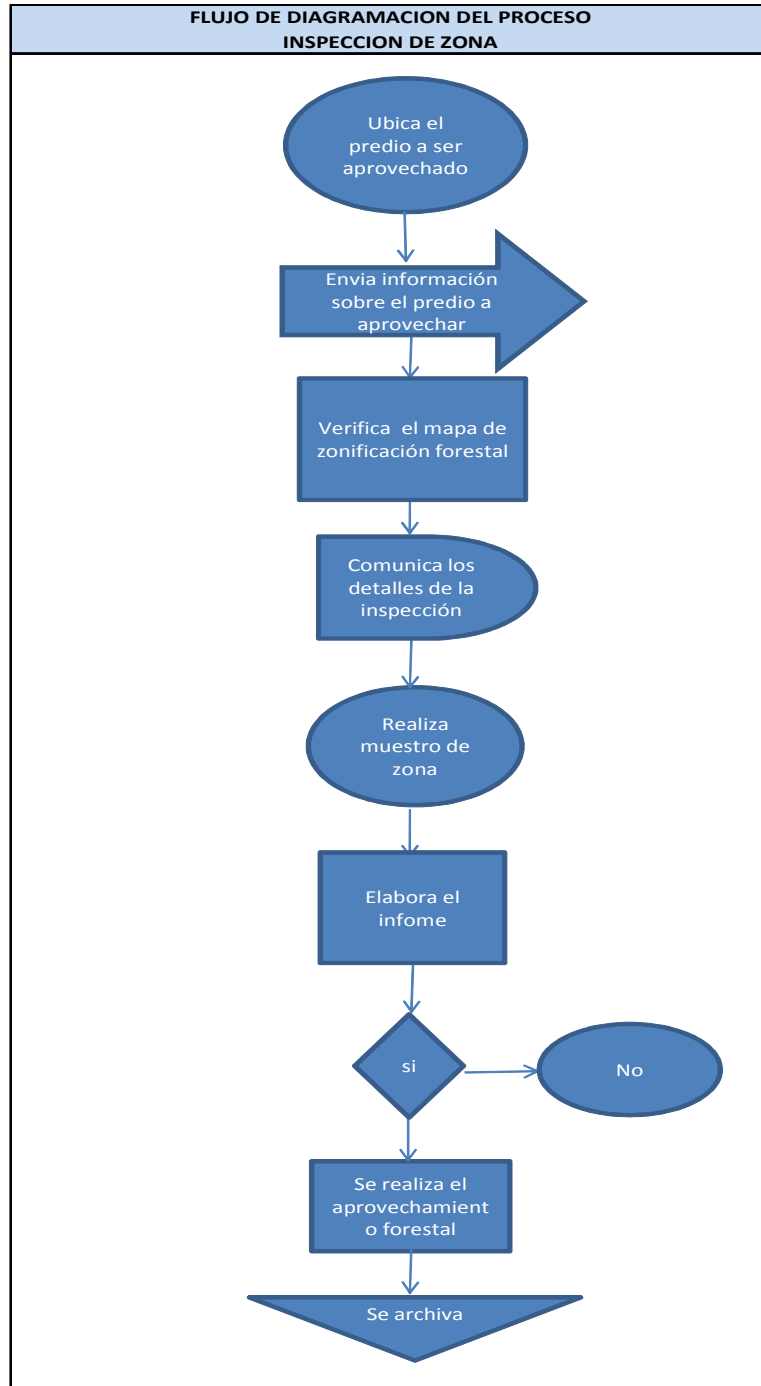 FLUJO DE DIAGRAMACION DEL PROCESO
INSPECCION DE ZONA
Ubica el
predio a ser
aprovechado
Envia información
sobre el predio a
aprovechar
Verifica el mapa de
zonificación forestal
Comunica los
detalles de la
inspección
Realiza
muestro de
zona
Elabora el
infome
si
No
Se realiza el
aprovechamient
o forestal
Se archiva